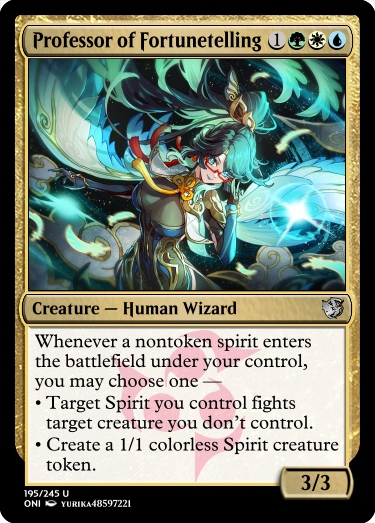 Professor of Fortunetelling 1
Creature — Human Wizard
Whenever a nontoken spirit enters
the battlefield under your control,
you may choose one —
• Target Spirit you control fights
target creature you don't control.
• Create a 1/1 colorless Spirit creature
token.
3/3
195/245 U
ONI YURIKA48597221